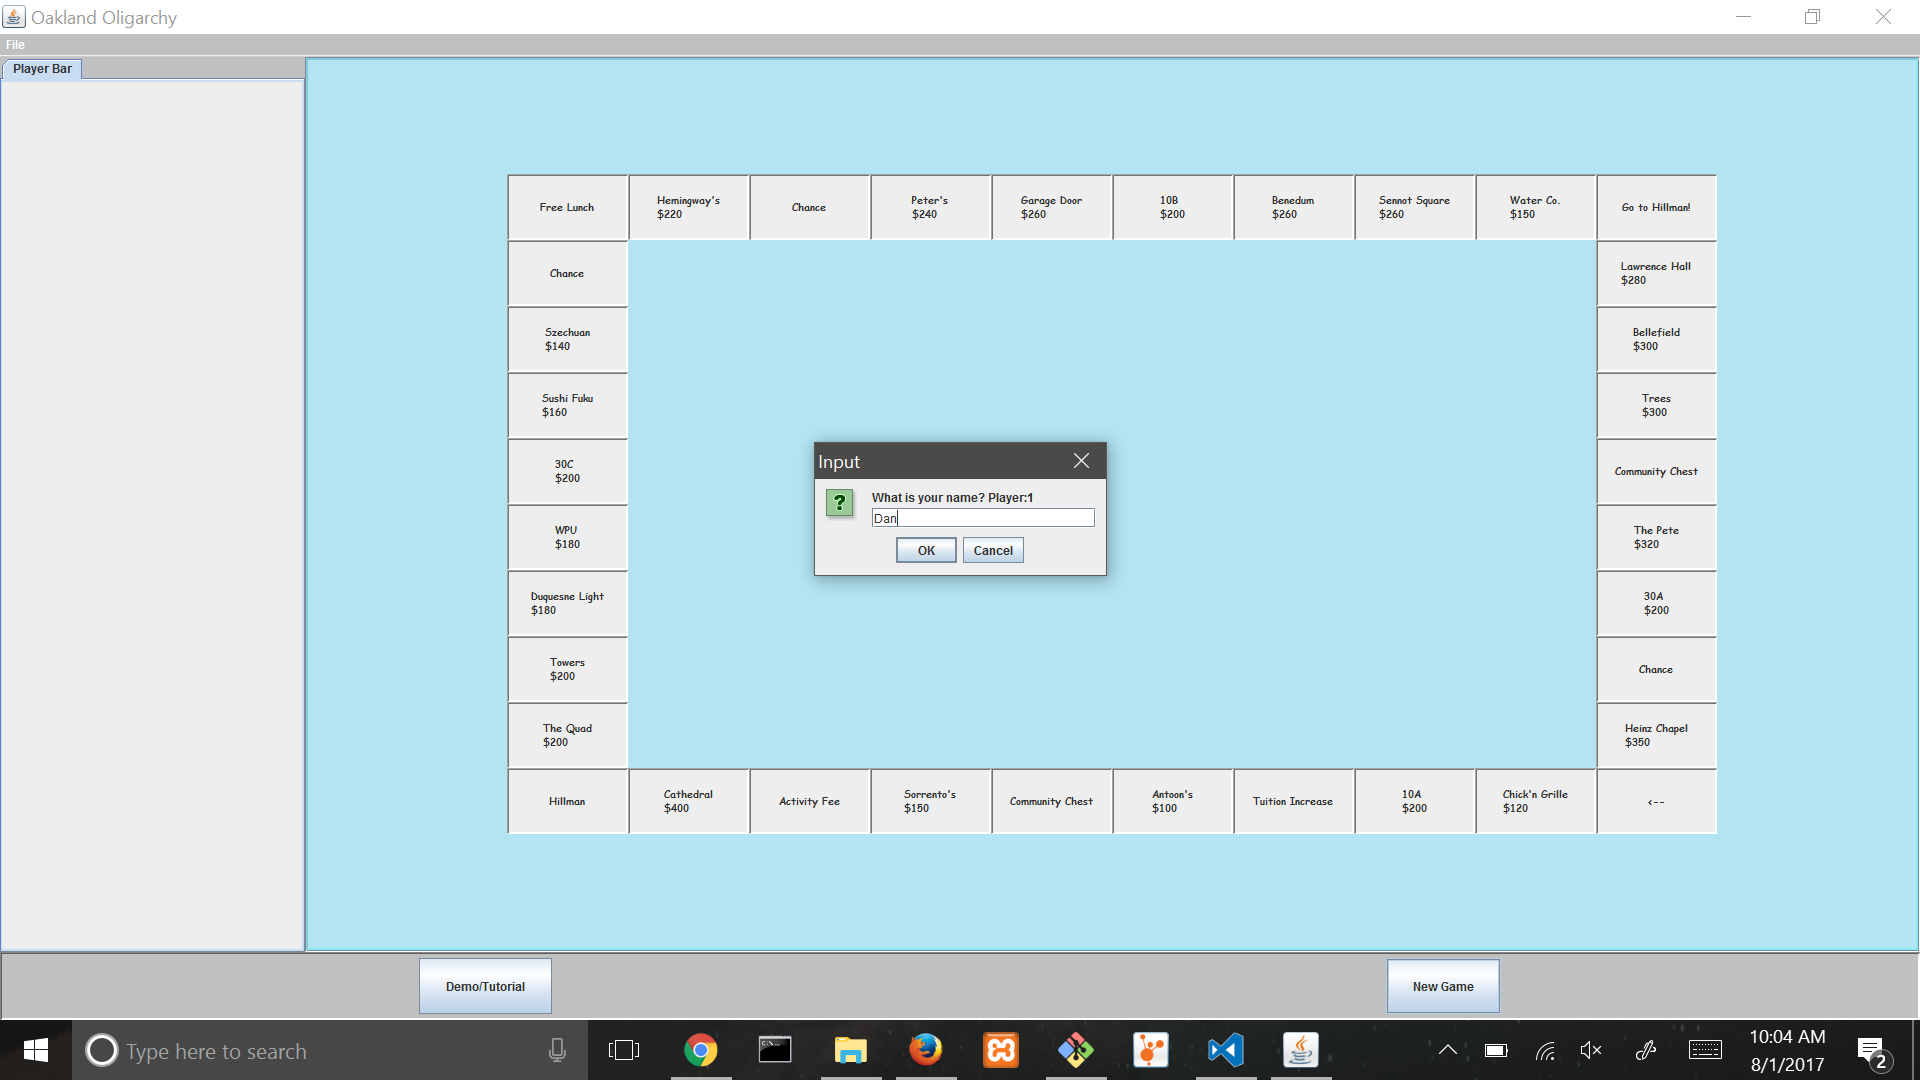 Oakland Oligarchy
File
Player Bar
Free Lunch
Hemingway's
$220
Chance
Peter's
$240
Garage Door
$260
10B
$200
Benedum
$260
Sennot Square
$260
Water Co.
$150
Go to Hillman!
Chance
Lawrence Hall
$280
Szechuan
$140
Bellefield
$300
Sushi Fuku
$160
Trees
$300
30C
$200
Community Chest
WPU
$180
The Pete
$320
Duquesne Light
$180
30A
$200
Towers
$200
Chance
The Quad
$200
Heinz Chapel
$350
Hillman
Cathedral
$400
Activity Fee
Sorrento's
$150
Community Chest
Antoon's
$100
Tuition Increase
10A
$200
Chick'n Grille
$120
<--
Input
?
What is your name? Player:1
Dan
OK
Cancel
Demo/Tutorial
New Game
Type here to search
10:04 AM
8/1/2017
2